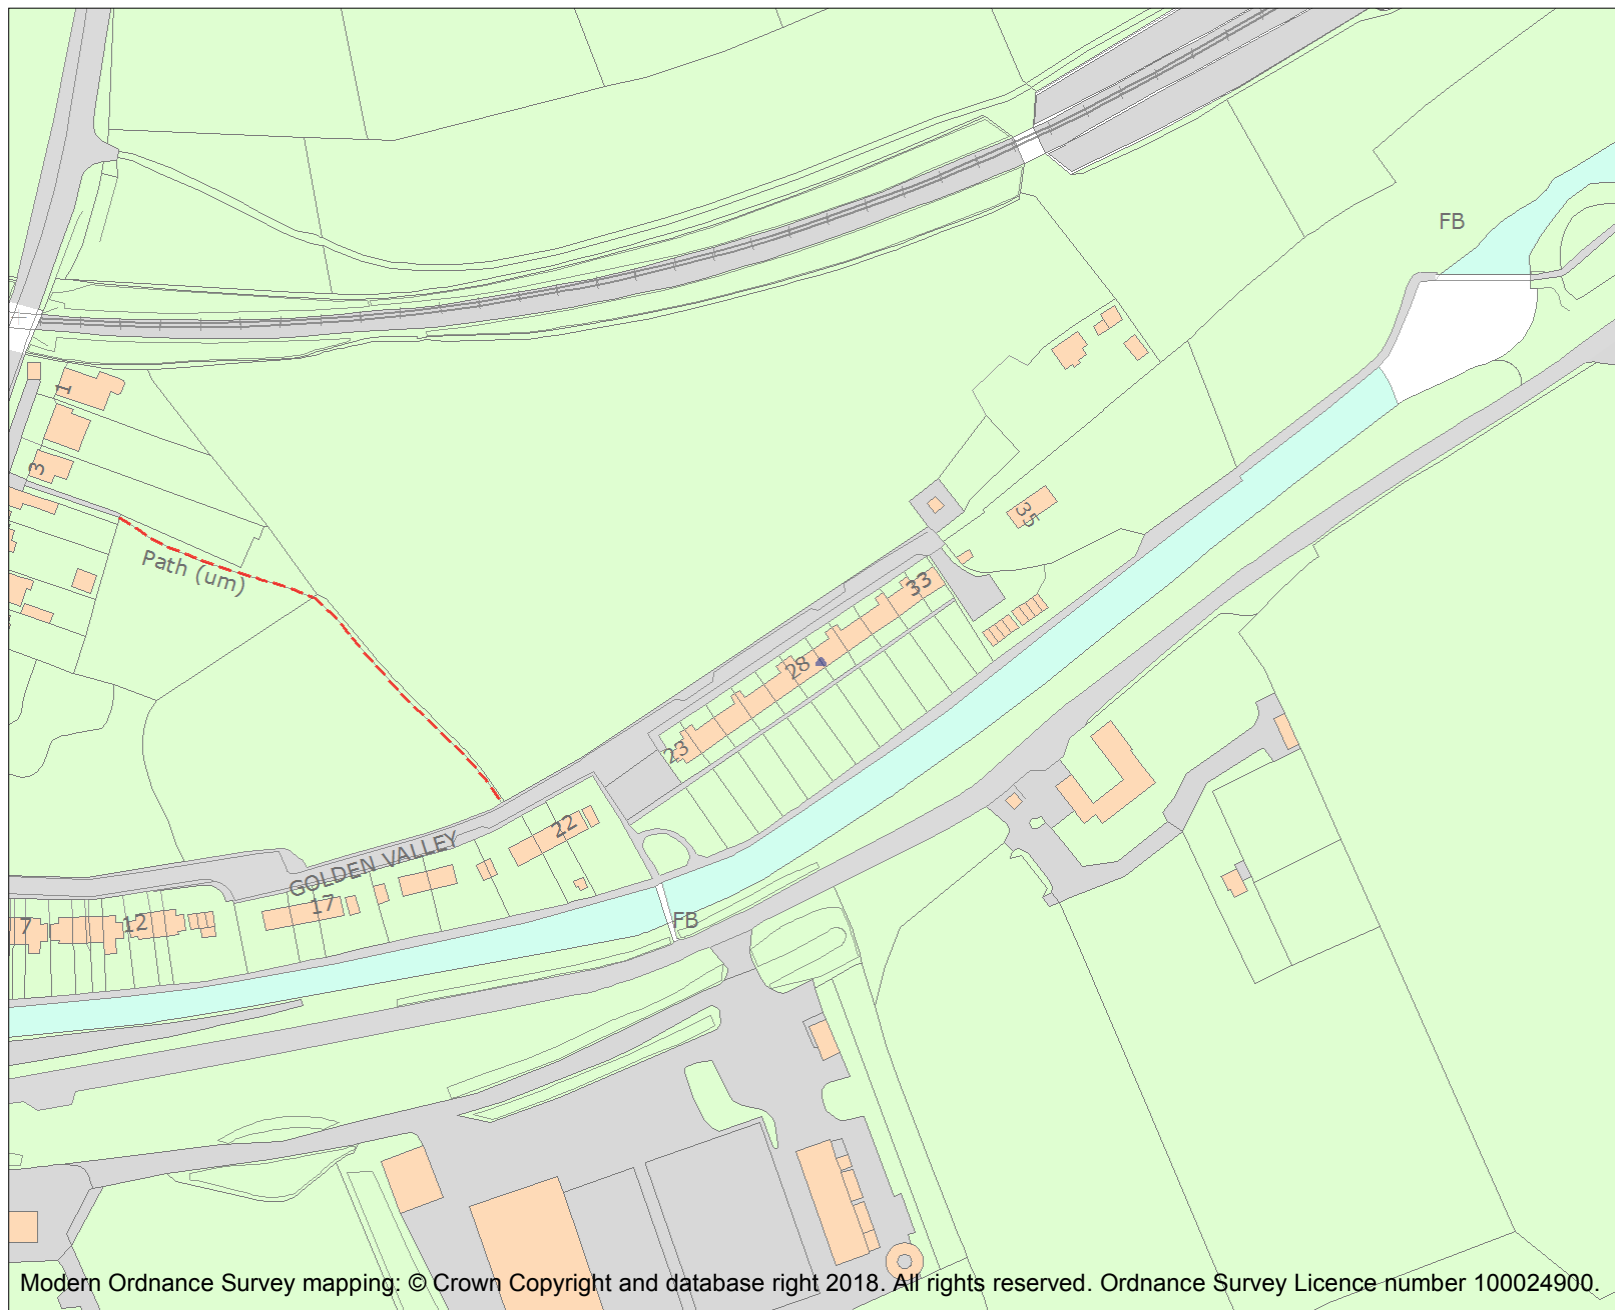 FB
1
3
35
Path (um)
33
28
23
22
GOLDEN VALLEY
17
12
7
FB
Modern Ordnance Survey mapping: © Crown Copyright and database right 2018. All rights reserved. Ordnance Survey Licence number 100024900.